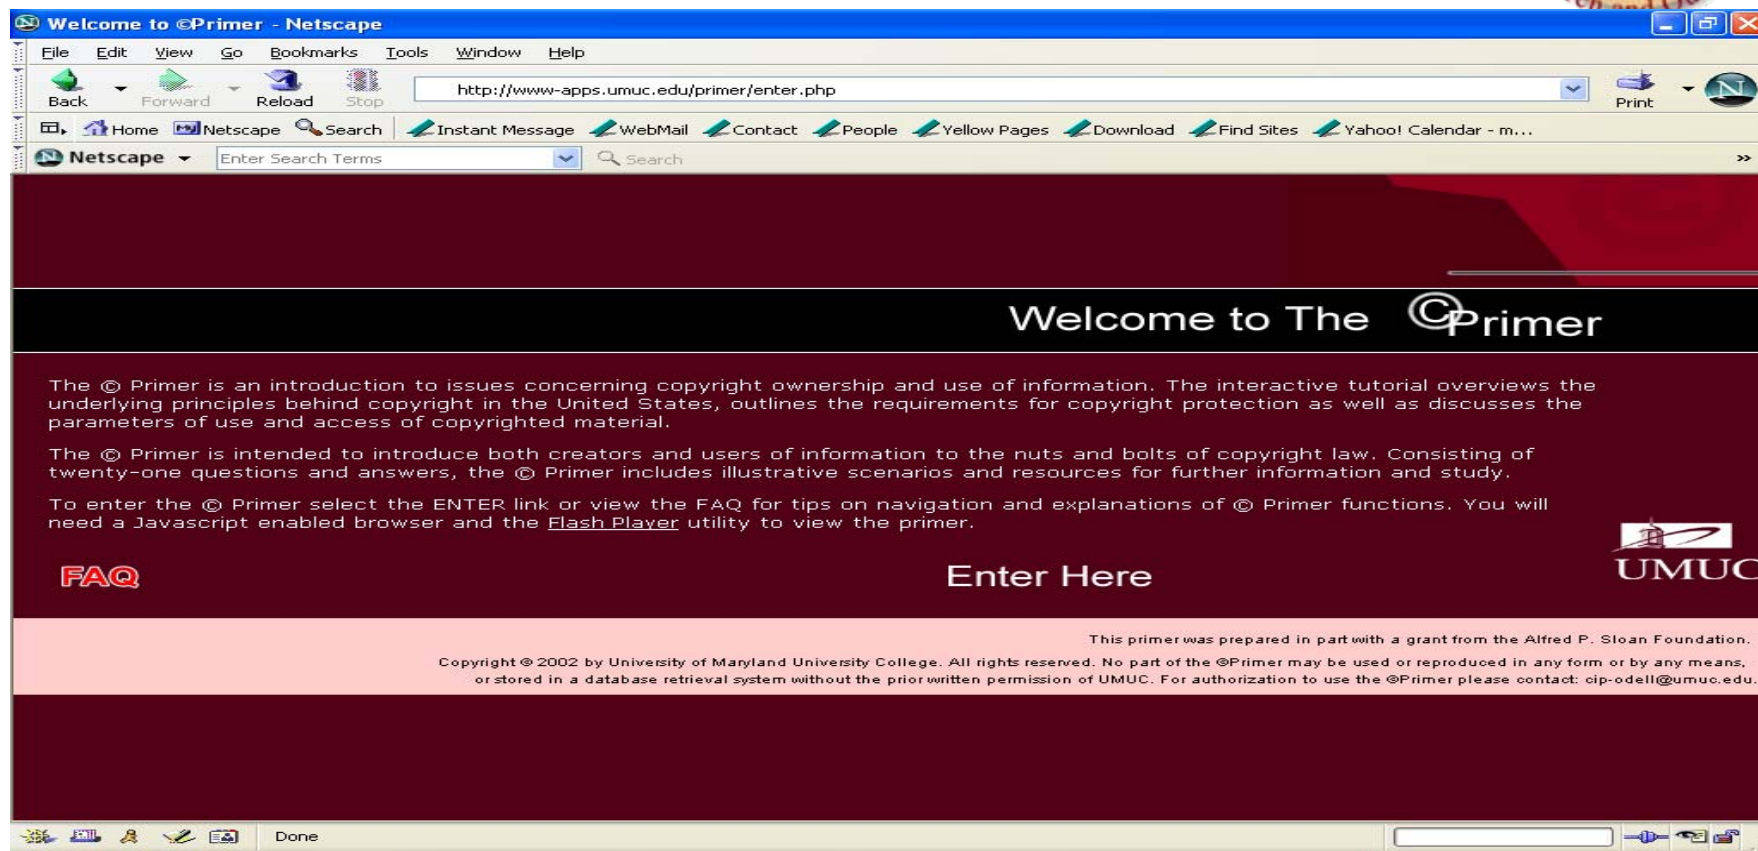 Welcome to ©Primer - Netscape
File Edit View Go Bookmarks Tools Window Help
Back Forward Reload Stop http://www-apps.umuc.edu/primer/enter.php Print
Home Netscape Search Instant Message WebMail Contact People Yellow Pages Download Find Sites Yahoo! Calendar - m...
Netscape Enter Search Terms Search
Welcome to The ©Primer
The © Primer is an introduction to issues concerning copyright ownership and use of information. The interactive tutorial overviews the
underlying principles behind copyright in the United States, outlines the requirements for copyright protection as well as discusses the
parameters of use and access of copyrighted material.
The © Primer is intended to introduce both creators and users of information to the nuts and bolts of copyright law. Consisting of
twenty-one questions and answers, the © Primer includes illustrative scenarios and resources for further information and study.
To enter the © Primer select the ENTER link or view the FAQ for tips on navigation and explanations of © Primer functions. You will
need a Javascript enabled browser and the Flash Player utility to view the primer.
FAQ Enter Here UMUC
This primer was prepared in part with a grant from the Alfred P. Sloan Foundation.
Copyright © 2002 by University of Maryland University College. All rights reserved. No part of the ©Primer may be used or reproduced in any form or by any means,
or stored in a database retrieval system without the prior written permission of UMUC. For authorization to use the ©Primer please contact: cip-odell@umuc.edu.
Done